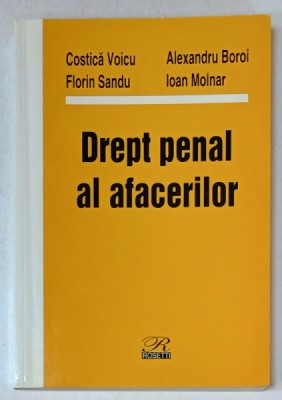 Costică Voicu
Alexandru Boroi
Florin Sandu
Ioan Molnar
Drept penal
al afacerilor
R
ROSETTI